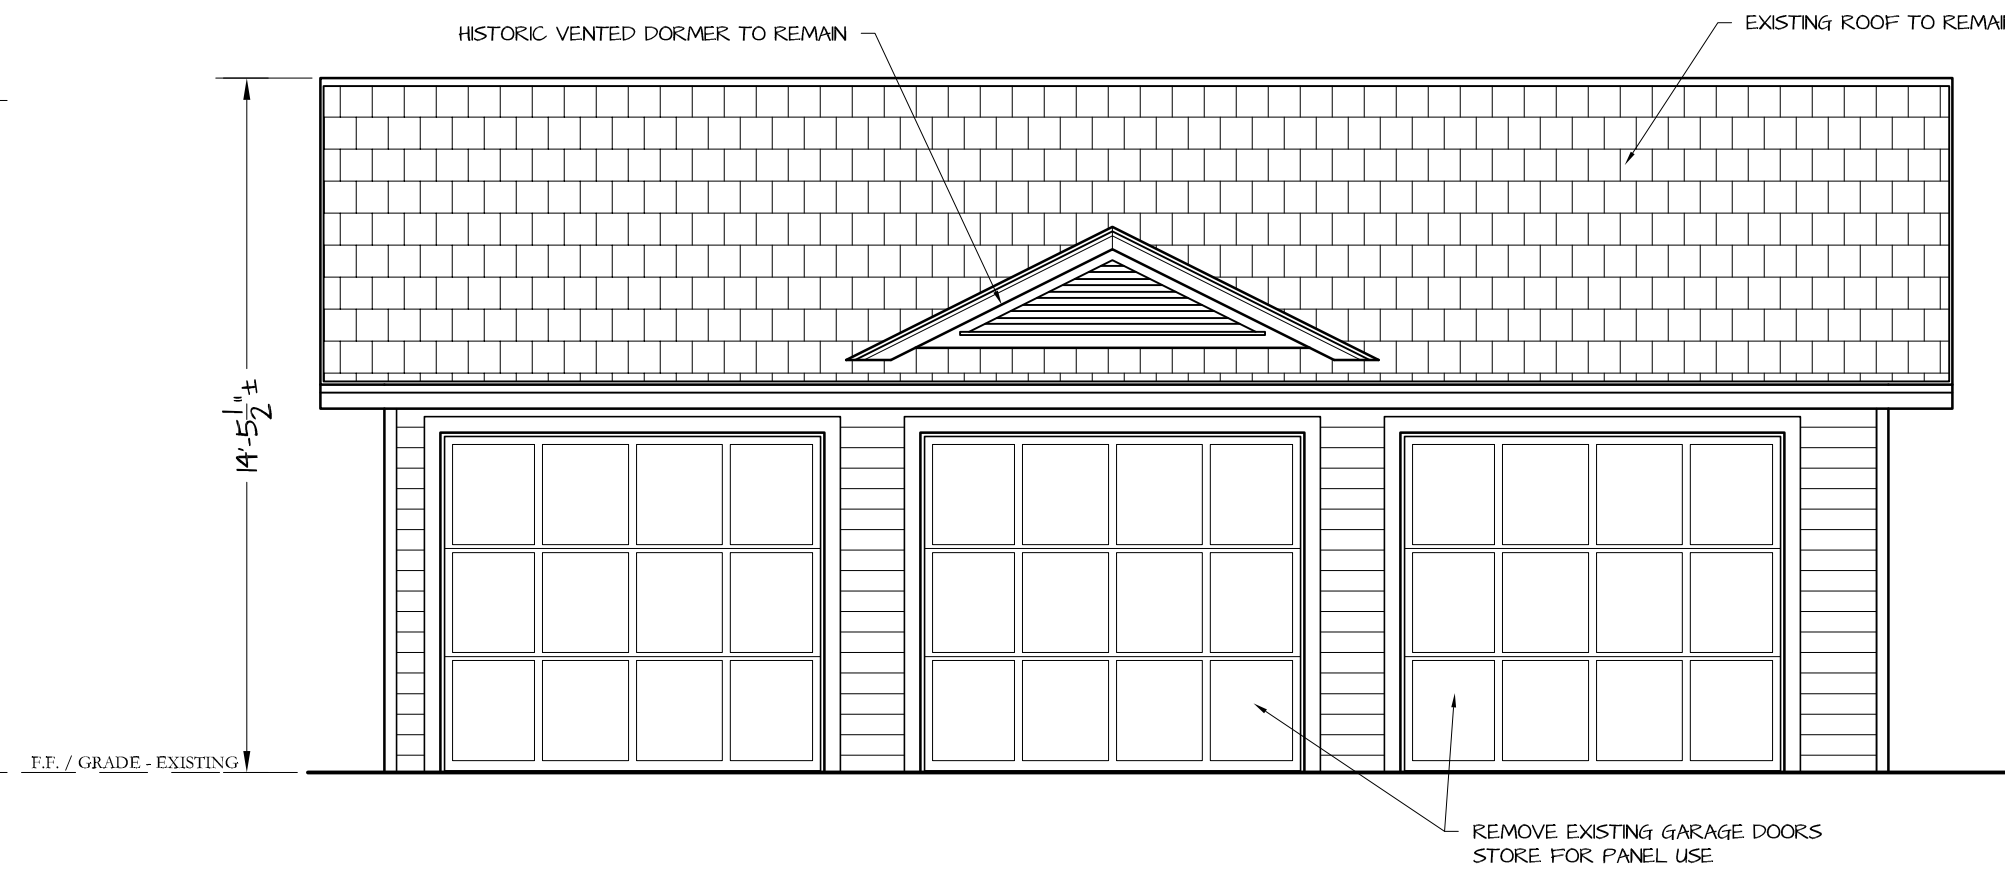 HISTORIC VENTED DORMER TO REMAIN
EXISTING ROOF TO REMAI
14'-5 1/2" ±
F.F. / GRADE - EXISTING
REMOVE EXISTING GARAGE DOORS
STORE FOR PANEL USE